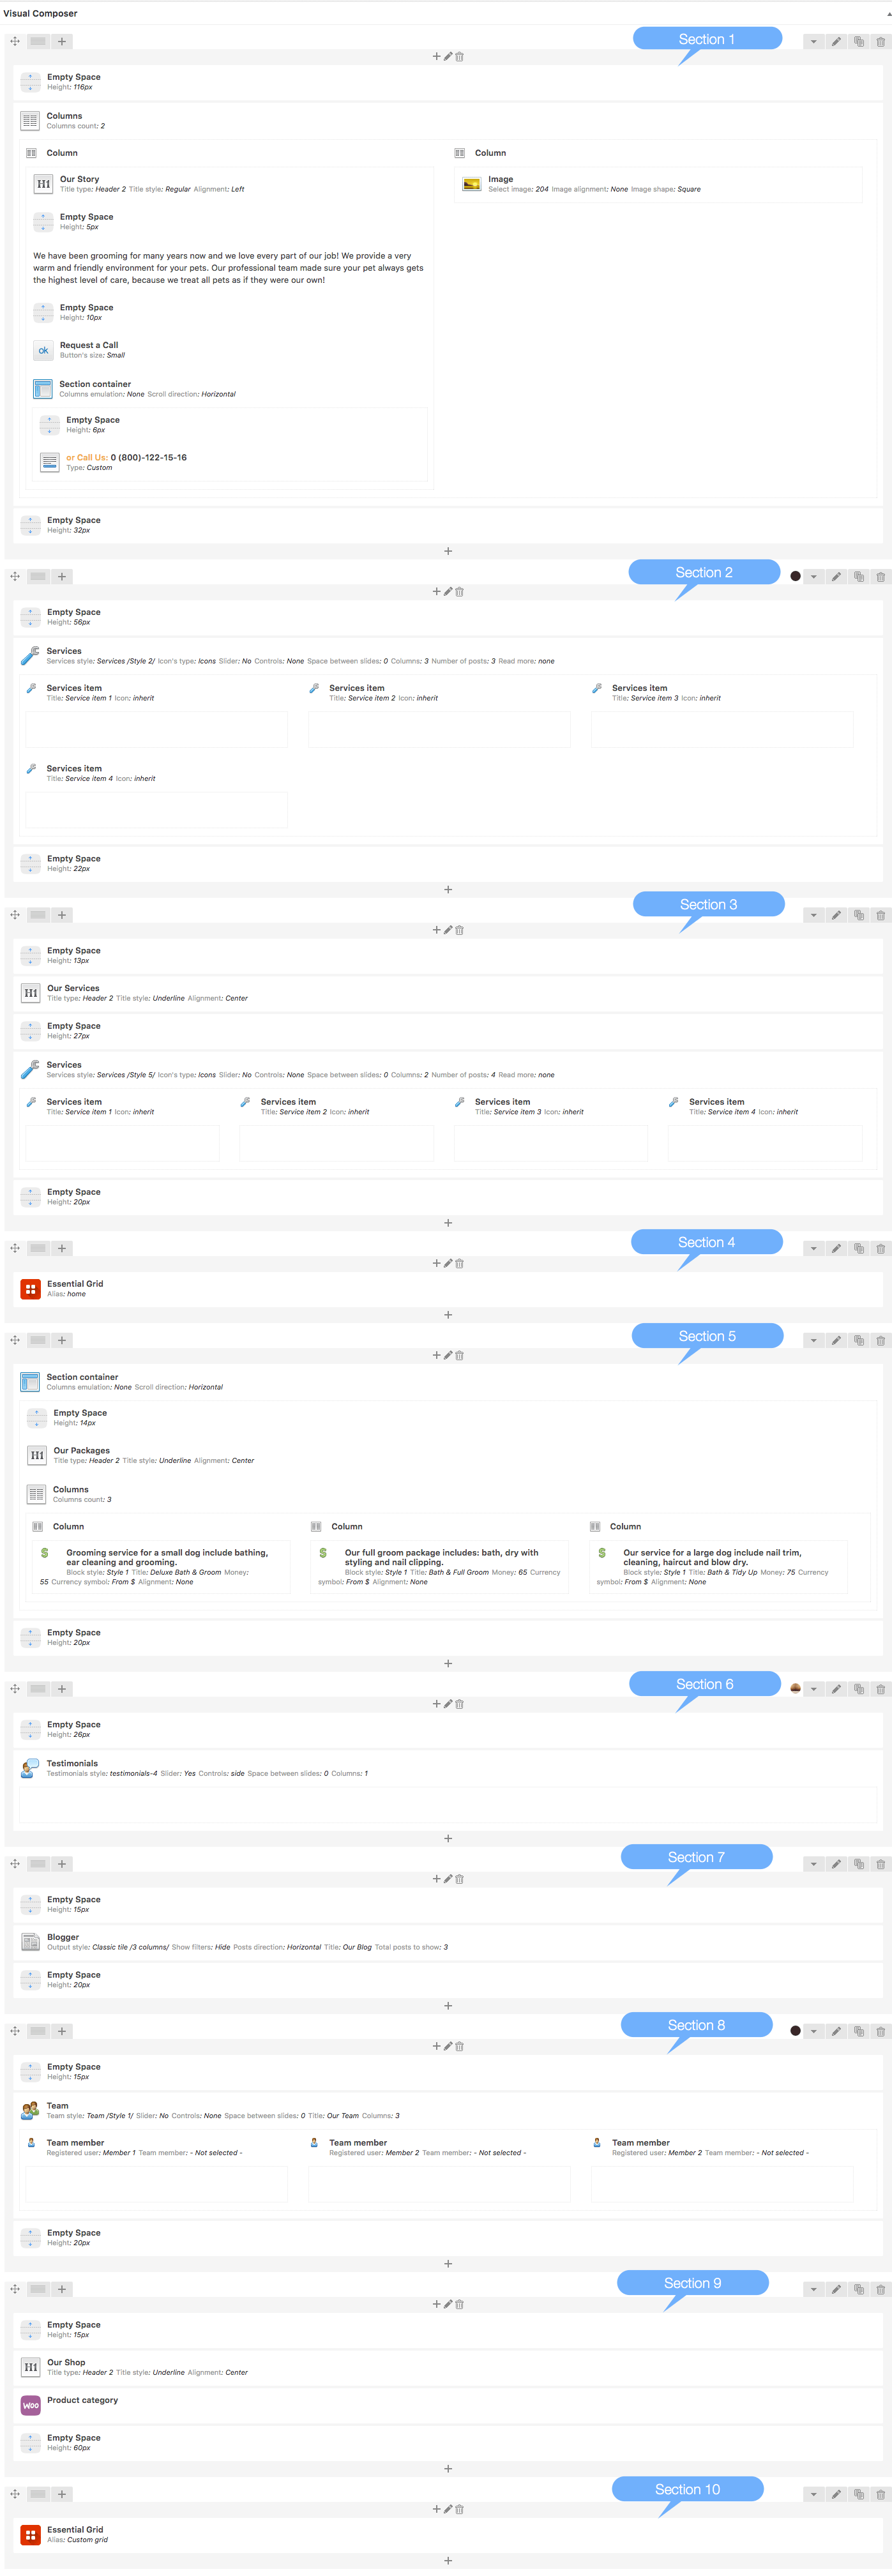 Visual Composer
Section 1
Empty Space
Height: 116px
Columns
Columns count: 2
Column
Our Story
Title type: Header 2 Title style: Regular Alignment: Left
Empty Space
Height: 5px
We have been grooming for many years now and we love every part of our job! We provide a very
warm and friendly environment for your pets. Our professional team made sure your pet always gets
the highest level of care, because we treat all pets as if they were our own!
Empty Space
Height: 10px
ok
Request a Call
Button's size: Small
Section container
Columns emulation: None Scroll direction: Horizontal
Empty Space
Height: 6px
or Call Us: 0 (800)-122-15-16
Type: Custom
Column
Image
Select image: 204 Image alignment: None Image shape: Square
Empty Space
Height: 32px
Section 2
Empty Space
Height: 56px
Services
Services style: Services /Style 2/ Icon's type: Icons Slider: No Controls: None Space between slides: 0 Columns: 3 Number of posts: 3 Read more: none
Services item
Title: Service item 1 Icon: inherit
Services item
Title: Service item 2 Icon: inherit
Services item
Title: Service item 3 Icon: inherit
Services item
Title: Service item 4 Icon: inherit
Empty Space
Height: 22px
Section 3
Empty Space
Height: 13px
H1
Our Services
Title type: Header 2 Title style: Underline Alignment: Center
Empty Space
Height: 27px
Services
Services style: Services /Style 5/ Icon's type: Icons Slider: No Controls: None Space between slides: 0 Columns: 2 Number of posts: 4 Read more: none
Services item
Title: Service item 1 Icon: inherit
Services item
Title: Service item 2 Icon: inherit
Services item
Title: Service item 3 Icon: inherit
Services item
Title: Service item 4 Icon: inherit
Empty Space
Height: 20px
Section 4
Essential Grid
Alias: home
Section 5
Section container
Columns emulation: None Scroll direction: Horizontal
Empty Space
Height: 14px
H1
Our Packages
Title type: Header 2 Title style: Underline Alignment: Center
Columns
Columns count: 3
Column
$
Grooming service for a small dog include bathing,
ear cleaning and grooming.
Block style: Style 1 Title: Deluxe Bath & Groom Money:
55 Currency symbol: From $ Alignment: None
Column
$
Our full groom package includes: bath, dry with
styling and nail clipping.
Block style: Style 1 Title: Bath & Full Groom Money: 65 Currency
symbol: From $ Alignment: None
Column
$
Our service for a large dog include nail trim,
cleaning, haircut and blow dry.
Block style: Style 1 Title: Bath & Tidy Up Money: 75 Currency
symbol: From $ Alignment: None
Empty Space
Height: 20px
Section 6
Empty Space
Height: 26px
Testimonials
Testimonials style: testimonials-4 Slider: Yes Controls: side Space between slides: 0 Columns: 1
Section 7
Empty Space
Height: 15px
Blogger
Output style: Classic tile /3 columns/ Show filters: Hide Posts direction: Horizontal Title: Our Blog Total posts to show: 3
Empty Space
Height: 20px
Section 8
Empty Space
Height: 15px
Team
Team style: Team /Style 1/ Slider: No Controls: None Space between slides: 0 Title: Our Team Columns: 3
Team member
Registered user: Member 1 Team member: - Not selected -
Team member
Registered user: Member 2 Team member: - Not selected -
Team member
Registered user: Member 2 Team member: - Not selected -
Empty Space
Height: 20px
Section 9
Empty Space
Height: 15px
H1
Our Shop
Title type: Header 2 Title style: Underline Alignment: Center
Woo
Product category
Empty Space
Height: 60px
Section 10
Essential Grid
Alias: Custom grid